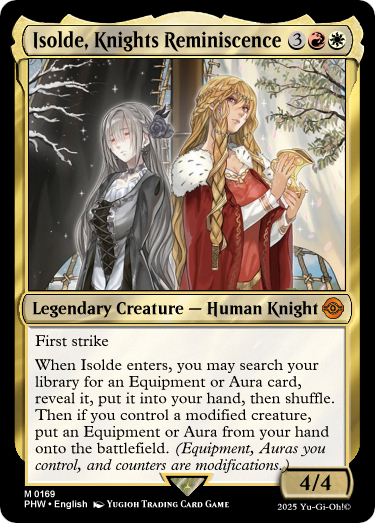 Isolde, Knights Reminiscence 3
Legendary Creature — Human Knight
First strike
When Isolde enters, you may search your
library for an Equipment or Aura card,
reveal it, put it into your hand, then shuffle.
Then if you control a modified creature,
put an Equipment or Aura from your hand
onto the battlefield. (Equipment, Auras you
control, and counters are modifications.)
4/4
M 0169
PHW • English Yugioh Trading Card Game
2025 Yu-Gi-Oh!©